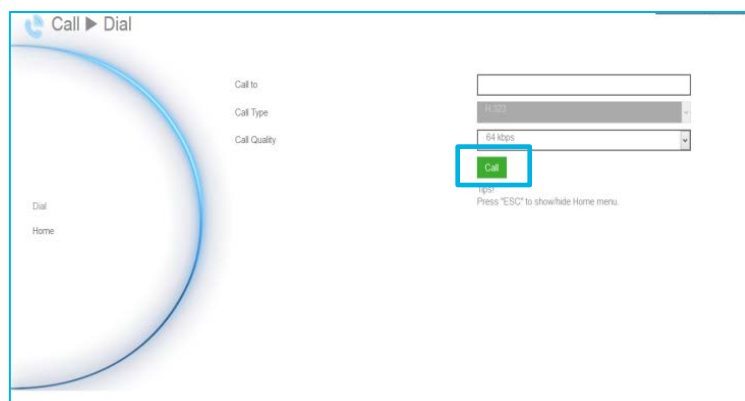 Call ▶ Dial
Call to
Call Type
H.323
Call Quality
64 kbps
Call
Tips!
Press "ESC" to show/hide Home menu.
Dial
Home